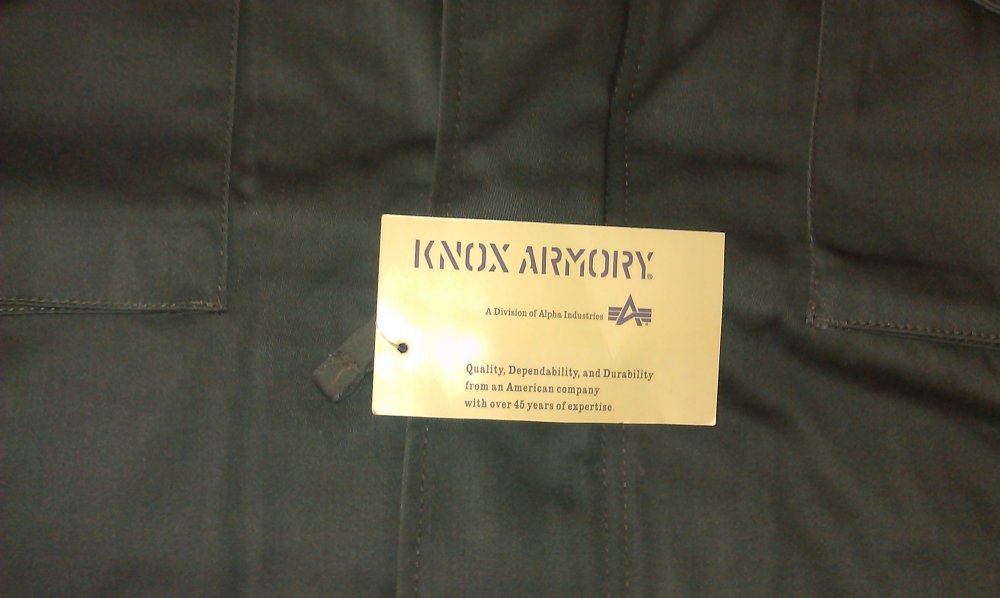 KNOX ARMORY®
A Division of Alpha Industries
Quality, Dependability, and Durability
from an American company
with over 45 years of expertise.